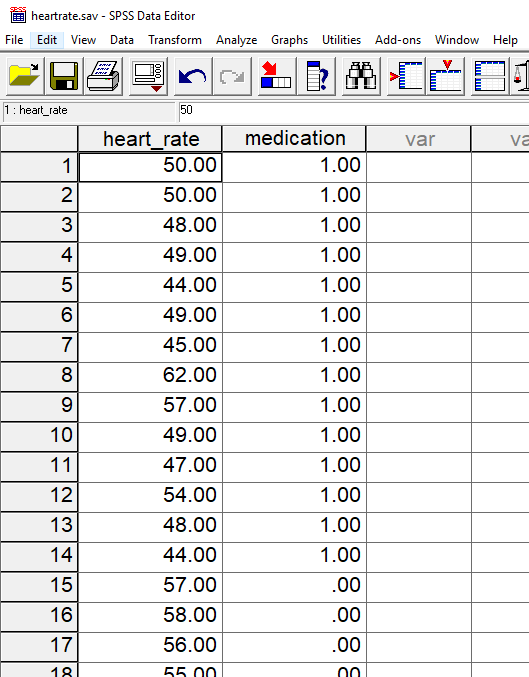 heartrate.sav - SPSS Data Editor
File Edit View Data Transform Analyze Graphs Utilities Add-ons Window Help
1 : heart_rate 50
heart_rate medication var va
1 50.00 1.00
2 50.00 1.00
3 48.00 1.00
4 49.00 1.00
5 44.00 1.00
6 49.00 1.00
7 45.00 1.00
8 62.00 1.00
9 57.00 1.00
10 49.00 1.00
11 47.00 1.00
12 54.00 1.00
13 48.00 1.00
14 44.00 1.00
15 57.00 .00
16 58.00 .00
17 56.00 .00
18 55.00 .00